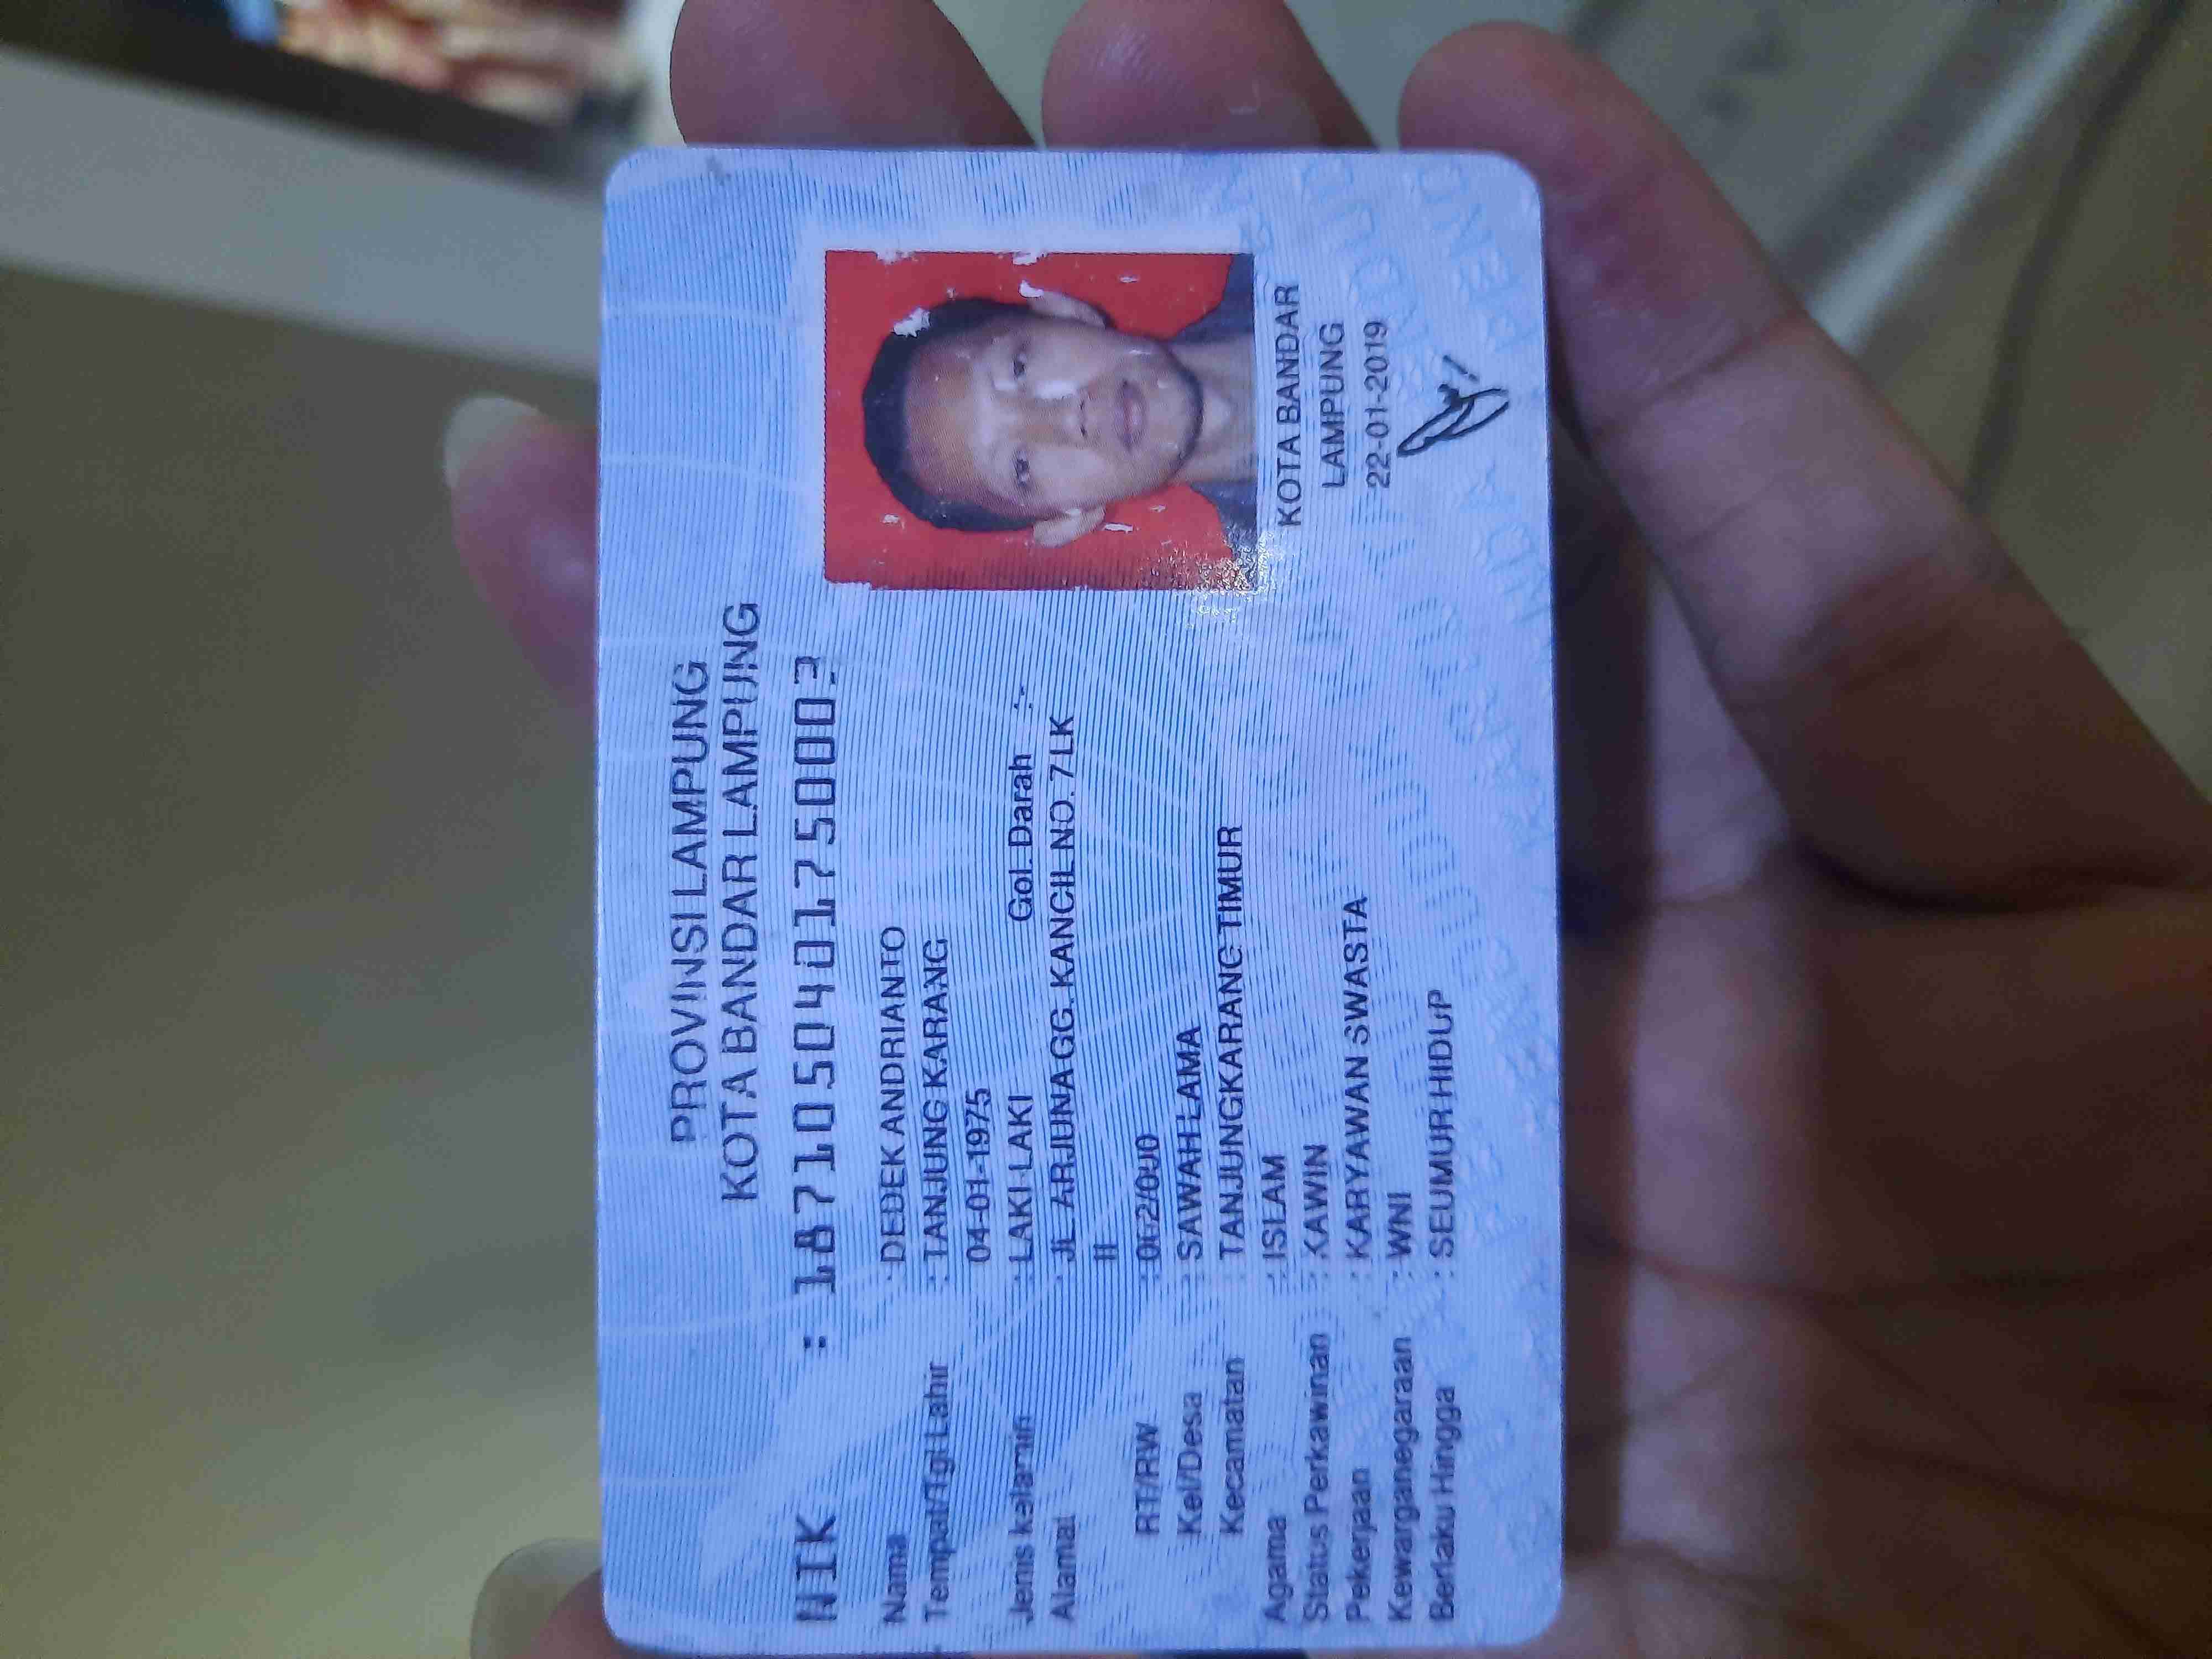 PROVINSI LAMPUNG
KOTA BANDAR LAMPUNG
NIK : 1871050401750003
Nama : DEDEK ANDRIANTO
Tempat/Tgl Lahir : TANJUNG KARANG
04-01-1975
Jenis kelamin : LAKI-LAKI Gol. Darah : -
Alamat : JL ARJUNA GG. KANCIL NO. 7 LK
II
RT/RW : 002/000
Kel/Desa : SAWAH LAMA
Kecamatan : TANJUNGKARANG TIMUR
Agama : ISLAM
Status Perkawinan : KAWIN
Pekerjaan : KARYAWAN SWASTA
Kewarganegaraan : WNI
Berlaku Hingga : SEUMUR HIDUP
KOTA BANDAR
LAMPUNG
22-01-2019